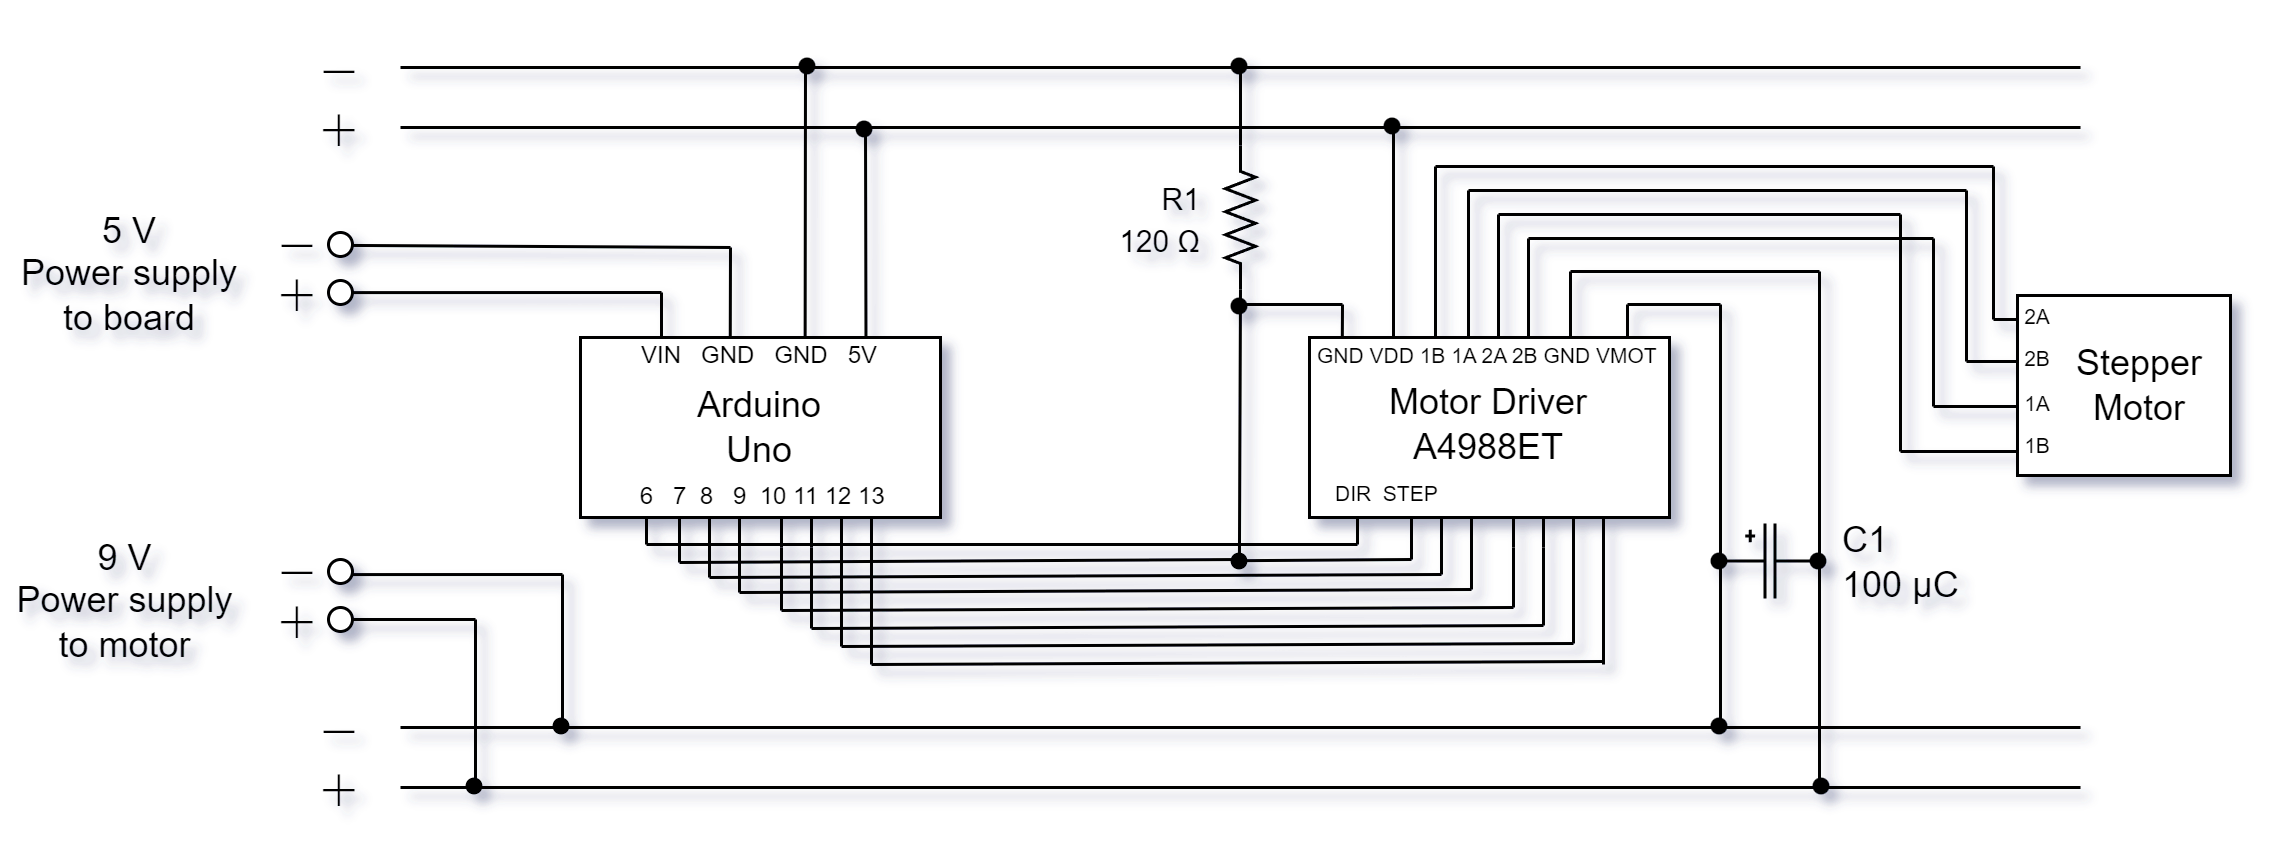 −
+
5 V
Power supply
to board
−
+
R1
120 Ω
VIN GND GND 5V
Arduino
Uno
6 7 8 9 10 11 12 13
GND VDD 1B 1A 2A 2B GND VMOT
Motor Driver
A4988ET
DIR STEP
2A
2B
1A
1B
Stepper
Motor
9 V
Power supply
to motor
−
+
+
C1
100 μC
−
+